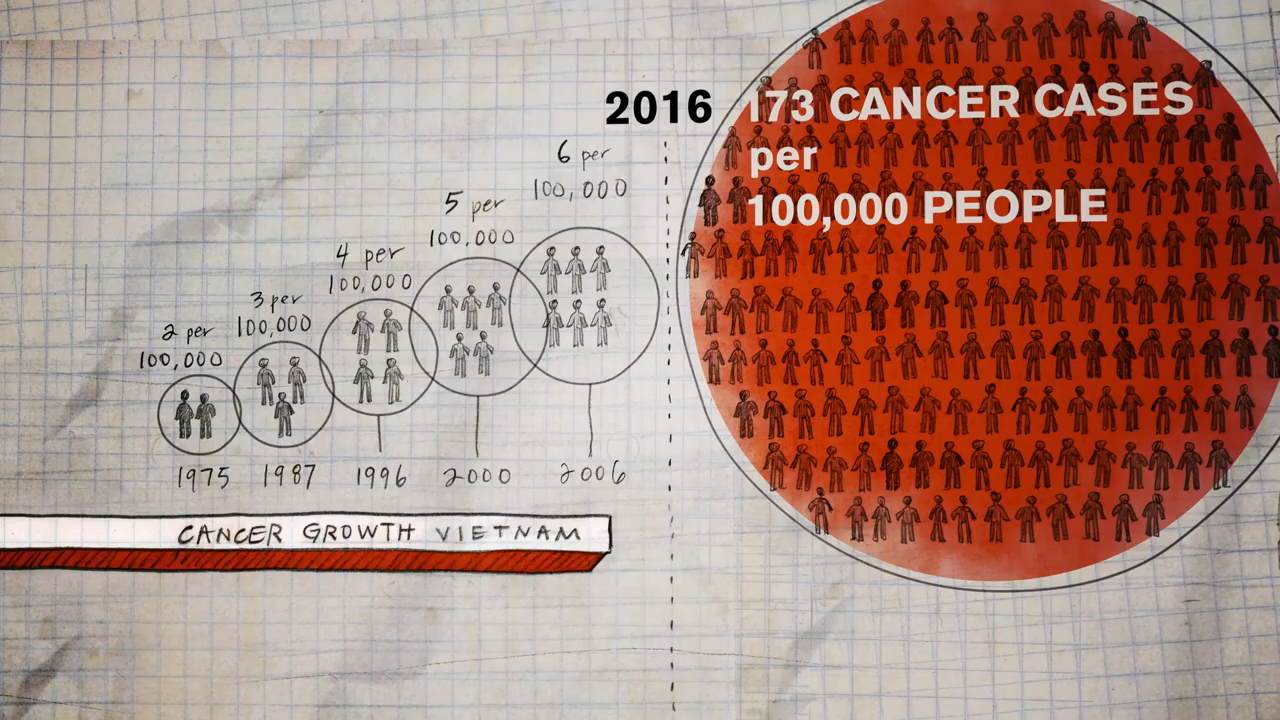 2016
173 CANCER CASES
per
100,000 PEOPLE
2 per
100,000
3 per
100,000
4 per
100,000
5 per
100,000
6 per
100,000
1975
1987
1996
2000
2006
CANCER GROWTH VIETNAM